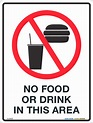 NO FOOD
OR DRINK
IN THIS AREA